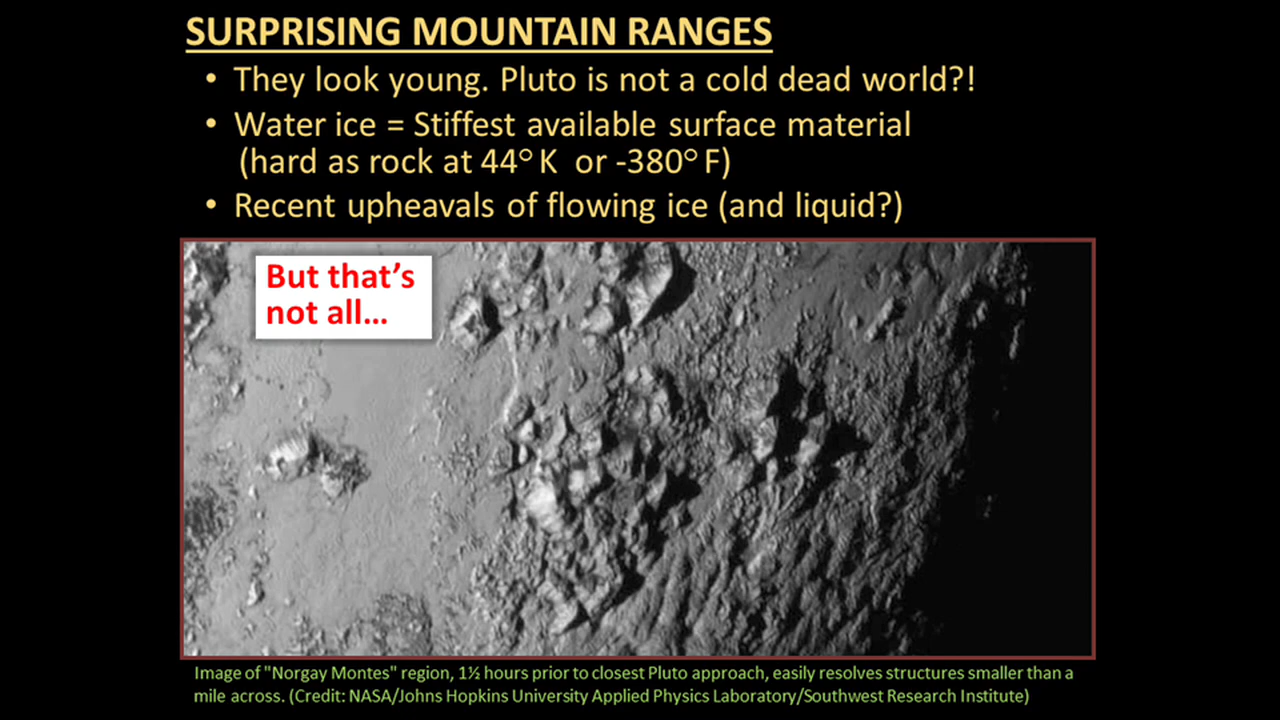 SURPRISING MOUNTAIN RANGES
• They look young. Pluto is not a cold dead world?!
• Water ice = Stiffest available surface material
(hard as rock at 44° K or -380° F)
• Recent upheavals of flowing ice (and liquid?)
But that's
not all...
Image of "Norgay Montes" region, 1½ hours prior to closest Pluto approach, easily resolves structures smaller than a
mile across. (Credit: NASA/Johns Hopkins University Applied Physics Laboratory/Southwest Research Institute)